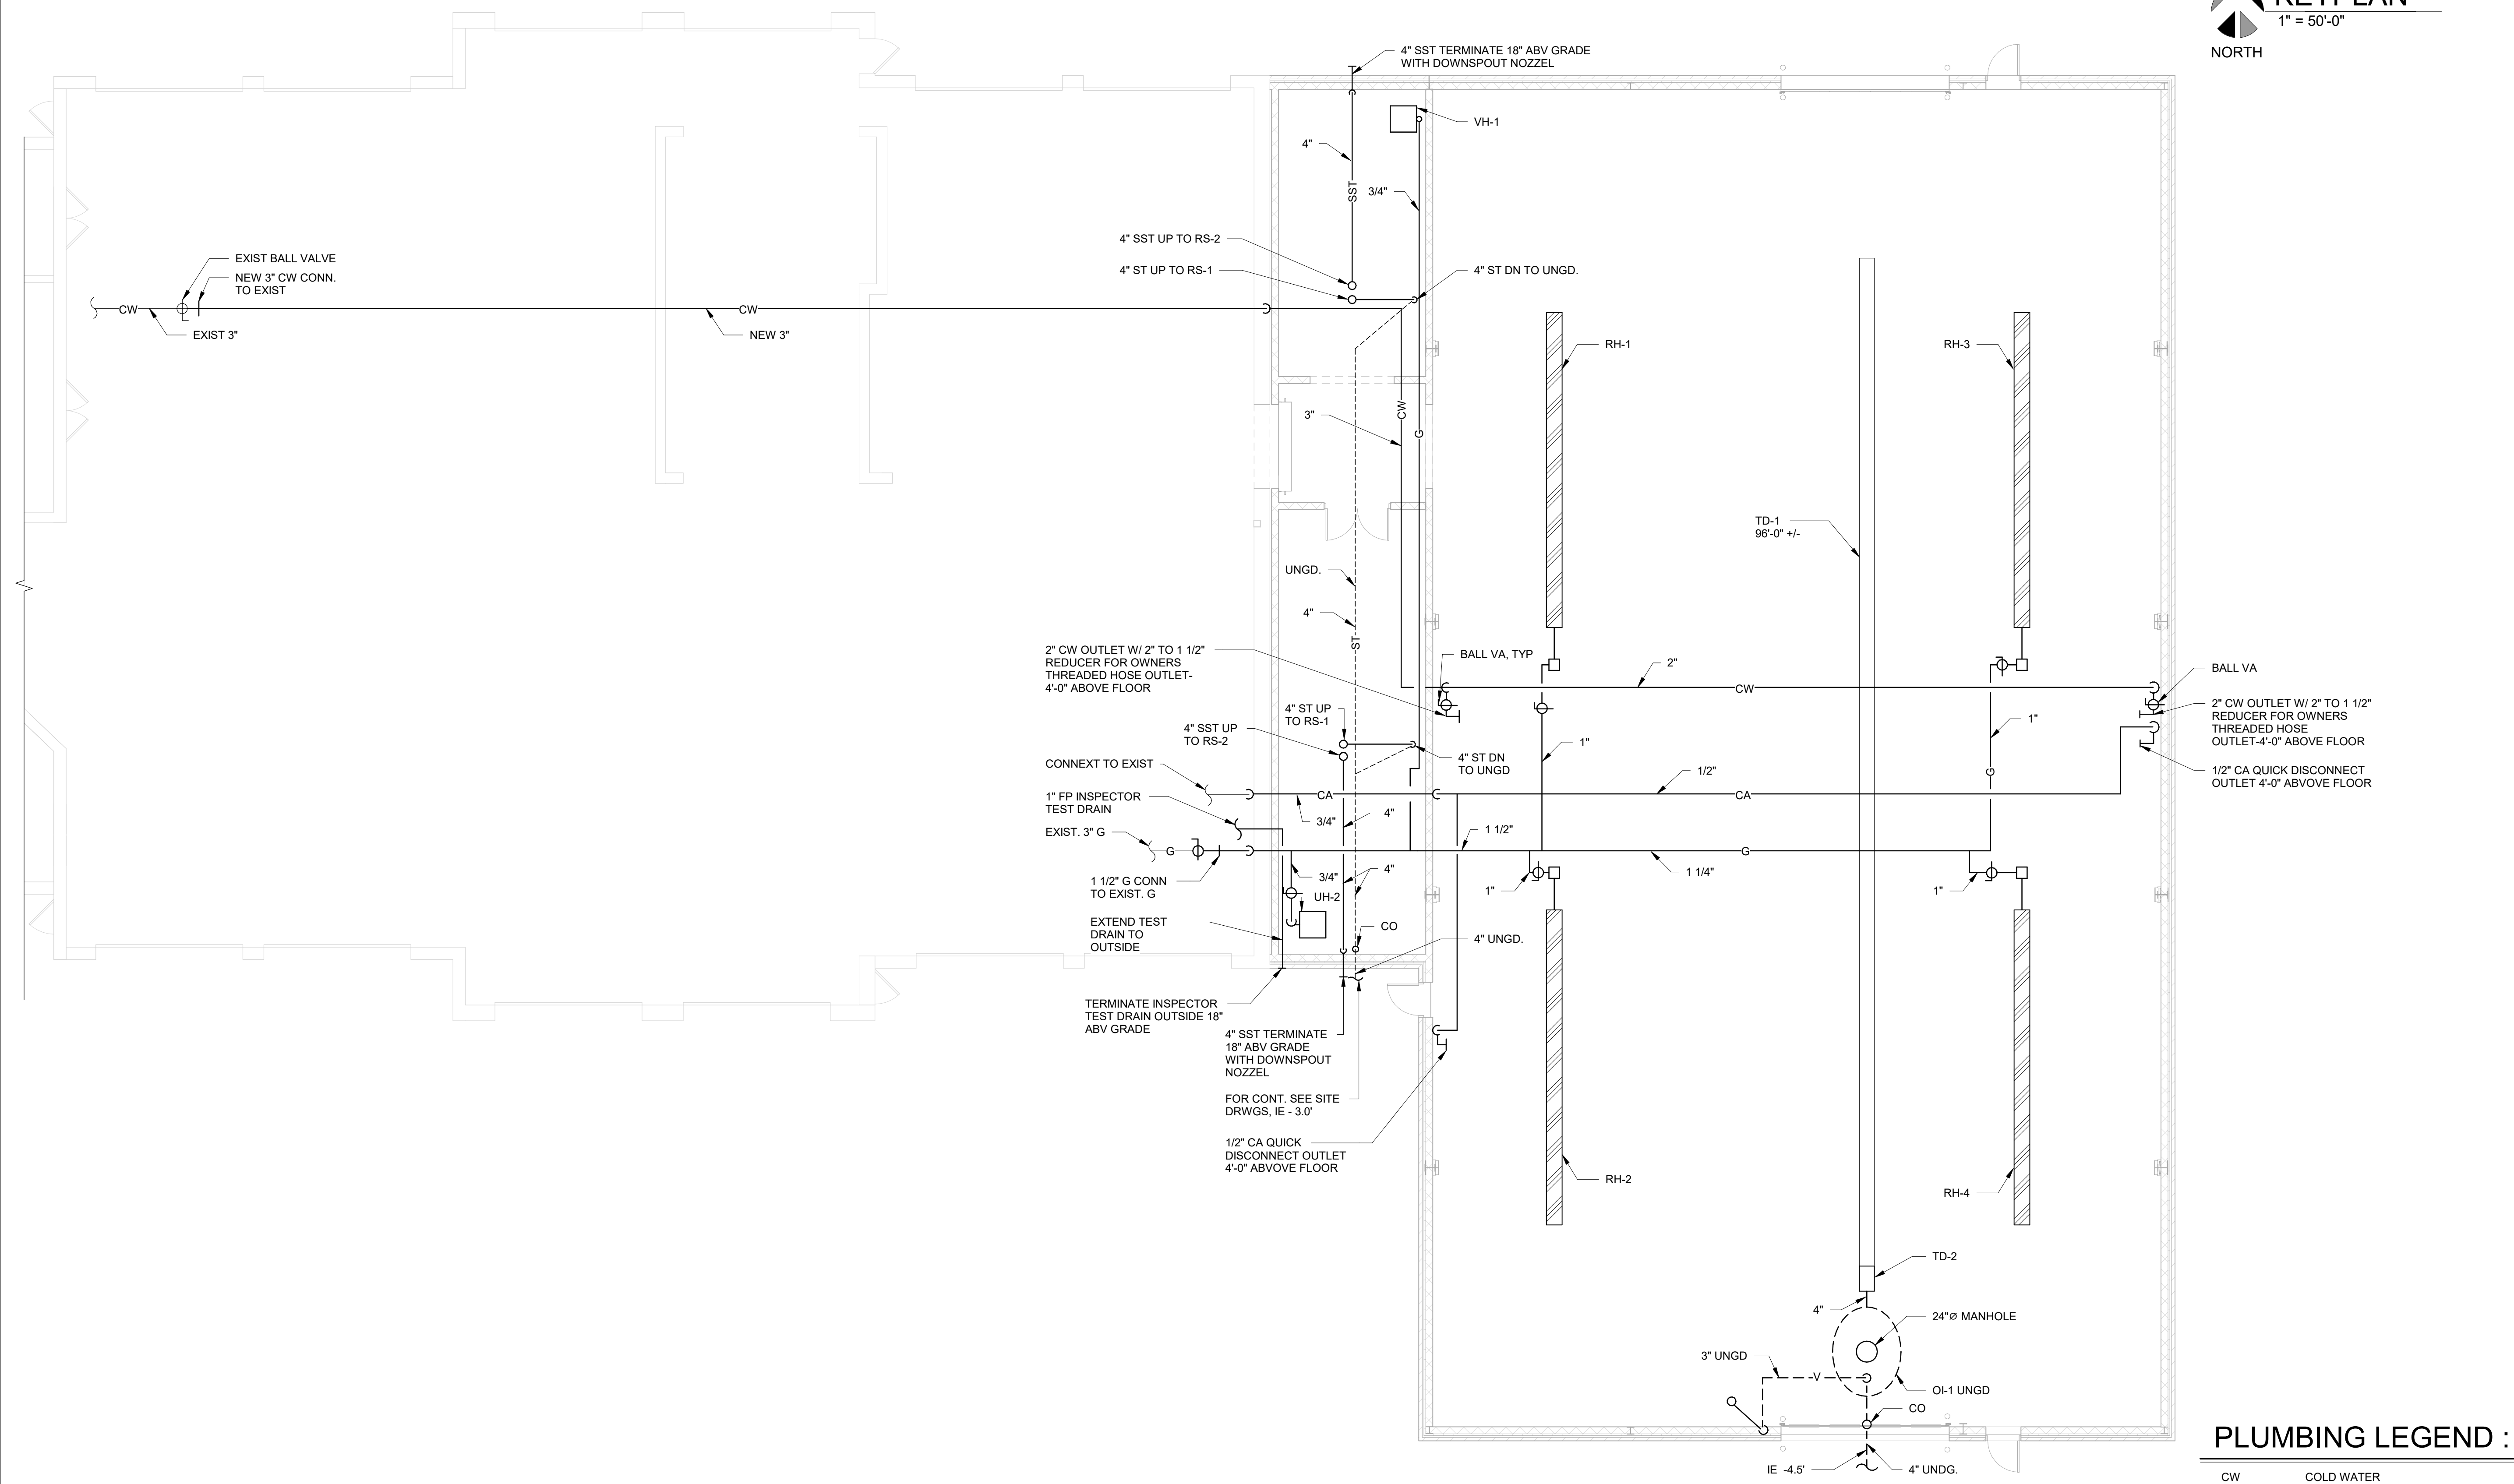 KEYPLAN
1" = 50'-0"
NORTH
4" SST TERMINATE 18" ABV GRADE
WITH DOWNSPOUT NOZZEL
VH-1
4"
SST
3/4"
4" SST UP TO RS-2
4" ST UP TO RS-1
4" ST DN TO UNGD.
EXIST BALL VALVE
NEW 3" CW CONN.
TO EXIST
CW
EXIST 3"
CW
NEW 3"
RH-1
RH-3
3"
CW
G
TD-1
96'-0" +/-
UNGD.
4"
ST
2" CW OUTLET W/ 2" TO 1 1/2"
REDUCER FOR OWNERS
THREADED HOSE OUTLET-
4'-0" ABOVE FLOOR
BALL VA, TYP
2"
CW
BALL VA
2" CW OUTLET W/ 2" TO 1 1/2"
REDUCER FOR OWNERS
THREADED HOSE
OUTLET-4'-0" ABOVE FLOOR
4" ST UP
TO RS-1
4" SST UP
TO RS-2
1"
1"
G
4" ST DN
TO UNGD
CONNEXT TO EXIST
1/2"
1/2" CA QUICK DISCONNECT
OUTLET 4'-0" ABVOVE FLOOR
1" FP INSPECTOR
TEST DRAIN
CA
CA
3/4"
4"
EXIST. 3" G
1 1/2"
G
G
1 1/2" G CONN
TO EXIST. G
3/4"
4"
1 1/4"
1"
1"
UH-2
EXTEND TEST
DRAIN TO
OUTSIDE
CO
4" UNGD.
TERMINATE INSPECTOR
TEST DRAIN OUTSIDE 18"
ABV GRADE
4" SST TERMINATE
18" ABV GRADE
WITH DOWNSPOUT
NOZZEL
FOR CONT. SEE SITE
DRWGS, IE - 3.0'
1/2" CA QUICK
DISCONNECT OUTLET
4'-0" ABVOVE FLOOR
RH-2
RH-4
TD-2
4"
24"Ø MANHOLE
3" UNGD
V
OI-1 UNGD
CO
IE -4.5'
4" UNDG.
PLUMBING LEGEND :
CW COLD WATER